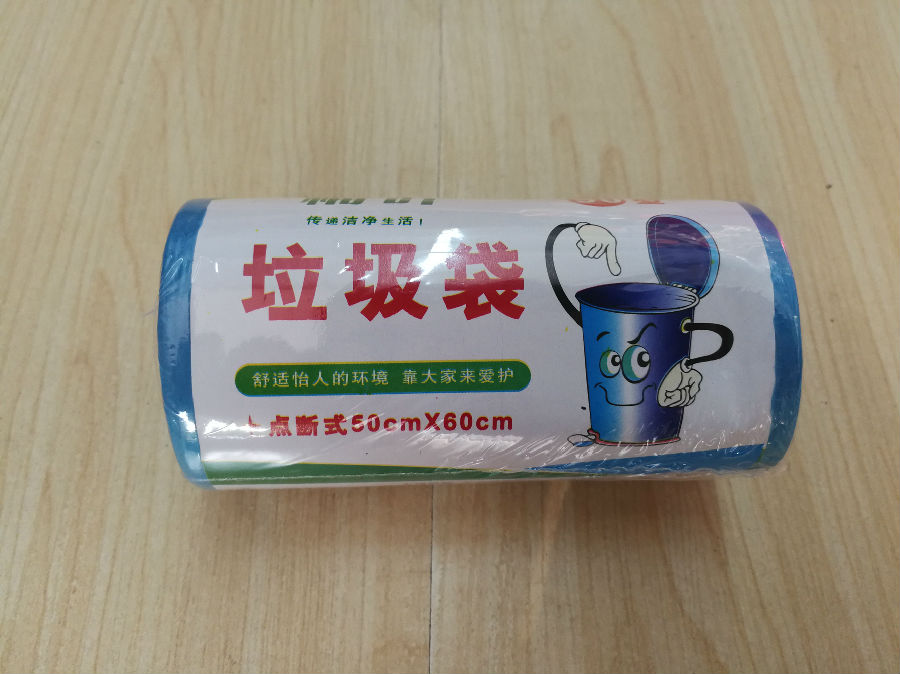 传递洁净生活！
垃圾袋
舒适怡人的环境 靠大家来爱护
点断式50cmX60cm